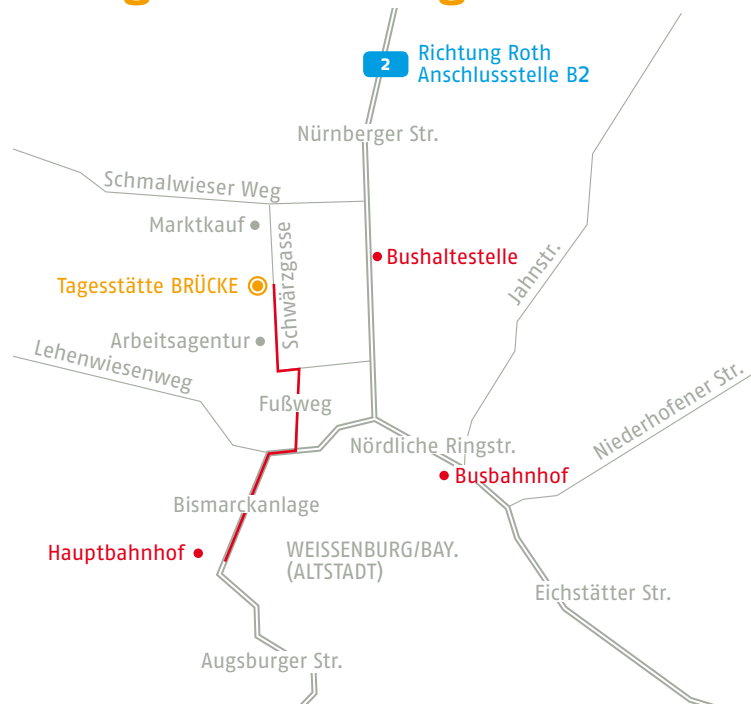 2
Richtung Roth
Anschlussstelle B2
Nürnberger Str.
Schmalwieser Weg
Marktkauf
Schwärzgasse
Bushaltestelle
Jahnstr.
Tagesstätte BRÜCKE
Arbeitsagentur
Lehenwiesenweg
Fußweg
Niederhofener Str.
Nördliche Ringstr.
Busbahnhof
Bismarckanlage
Hauptbahnhof
WEISSENBURG/BAY.
(ALTSTADT)
Eichstätter Str.
Augsburger Str.